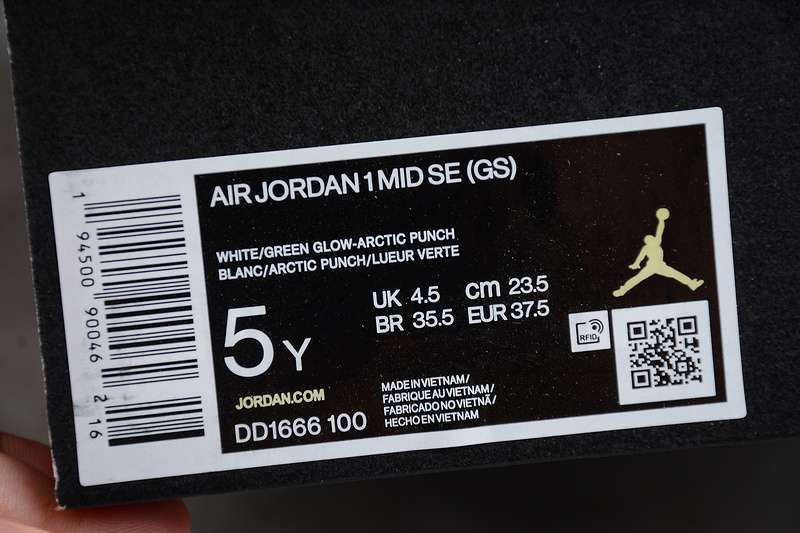 AIR JORDAN 1 MID SE (GS)
WHITE/GREEN GLOW-ARCTIC PUNCH
BLANC/ARCTIC PUNCH/LUEUR VERTE
5 Y
UK 4.5 cm 23.5
BR 35.5 EUR 37.5
JORDAN.COM
DD1666 100
MADE IN VIETNAM/
FABRIQUE AU VIETNAM/
FABRICADO NO VIETNÃ/
HECHO EN VIETNAM
RFID
1 94500 90046 2 16